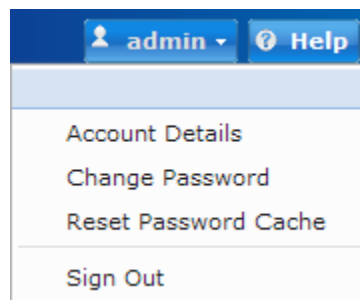 admin Help
Account Details
Change Password
Reset Password Cache
Sign Out